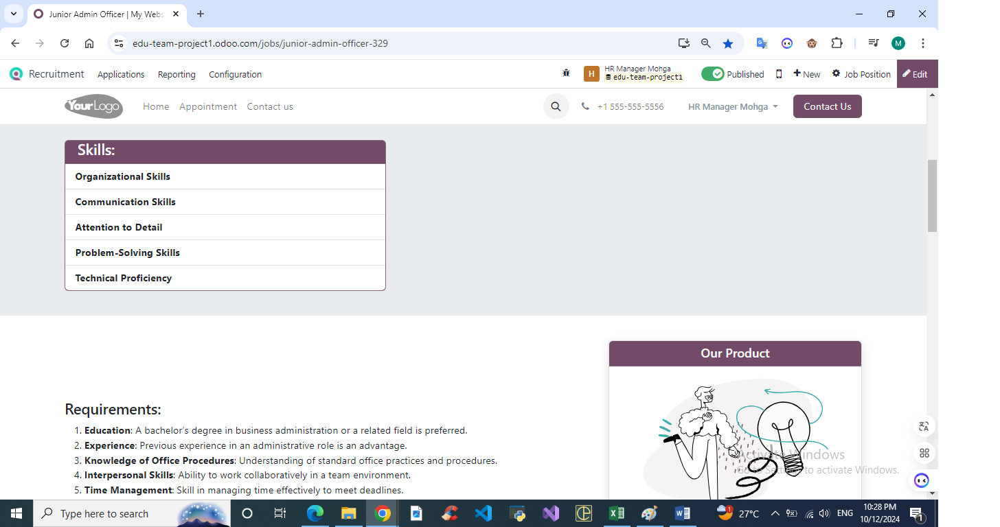 Junior Admin Officer | My Webs
edu-team-project1.odoo.com/jobs/junior-admin-officer-329
M
Recruitment Applications Reporting Configuration
H
HR Manager Mohga
edu-team-project1
Published New Job Position Edit
YourLogo Home Appointment Contact us +1 555-555-5556 HR Manager Mohga Contact Us
Skills:
Organizational Skills
Communication Skills
Attention to Detail
Problem-Solving Skills
Technical Proficiency
Our Product
Requirements:
1. Education: A bachelor’s degree in business administration or a related field is preferred.
2. Experience: Previous experience in an administrative role is an advantage.
3. Knowledge of Office Procedures: Understanding of standard office practices and procedures.
4. Interpersonal Skills: Ability to work collaboratively in a team environment.
5. Time Management: Skill in managing time effectively to meet deadlines.
Activate Windows
Go to Settings to activate Windows.
Type here to search
1
27°C
ENG
10:28 PM
10/12/2024
1